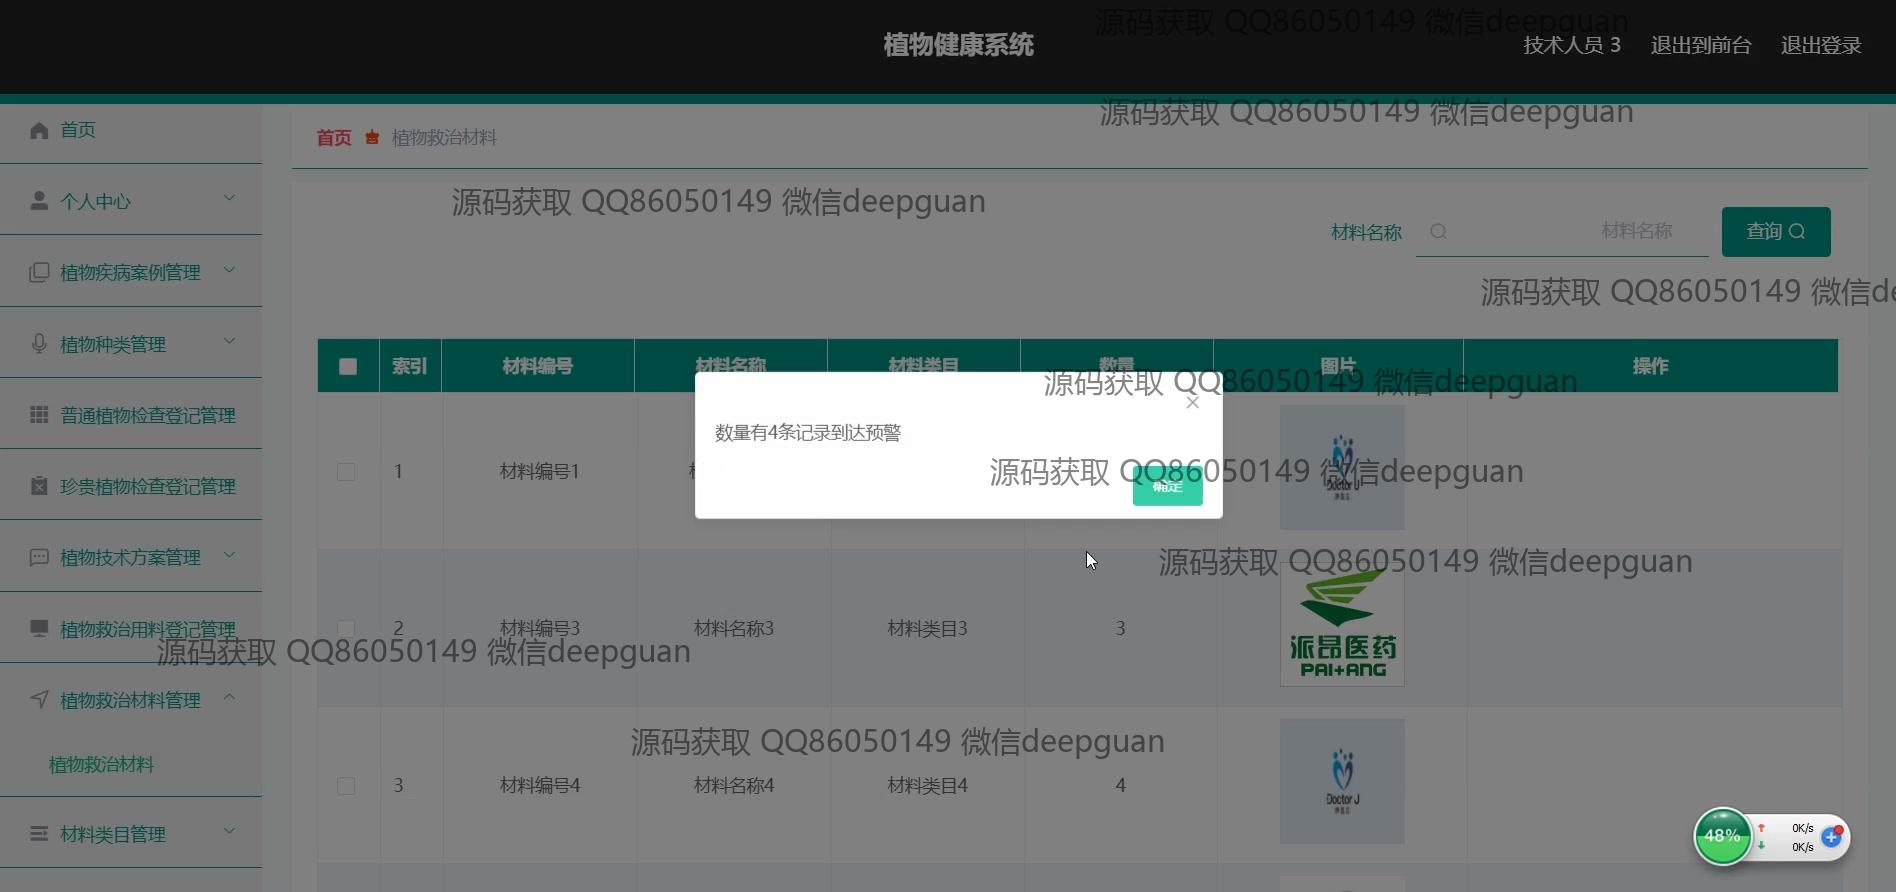 源码获取 QQ86050149 微信deepguan
植物健康系统
技术人员 3 退出到前台 退出登录
源码获取 QQ86050149 微信deepguan
首页
首页 植物救治材料
个人中心
源码获取 QQ86050149 微信deepguan
材料名称 材料名称 查询
植物疾病案例管理
源码获取 QQ86050149 微信de
植物种类管理
索引 材料编号 材料名称 材料类目 数量 图片 操作
源码获取 QQ86050149 微信deepguan
普通植物检查登记管理
数量有4条记录到达预警
1 材料编号1
源码获取 QQ86050149 微信deepguan
Doctor J
确定
珍贵植物检查登记管理
植物技术方案管理
源码获取 QQ86050149 微信deepguan
植物救治用料登记管理
2 材料编号3 材料名称3 材料类目3 3
派昂医药
PAI+ANG
源码获取 QQ86050149 微信deepguan
植物救治材料管理
源码获取 QQ86050149 微信deepguan
植物救治材料
3 材料编号4 材料名称4 材料类目4 4
Doctor J
材料类目管理
48% 0K/s
0K/s